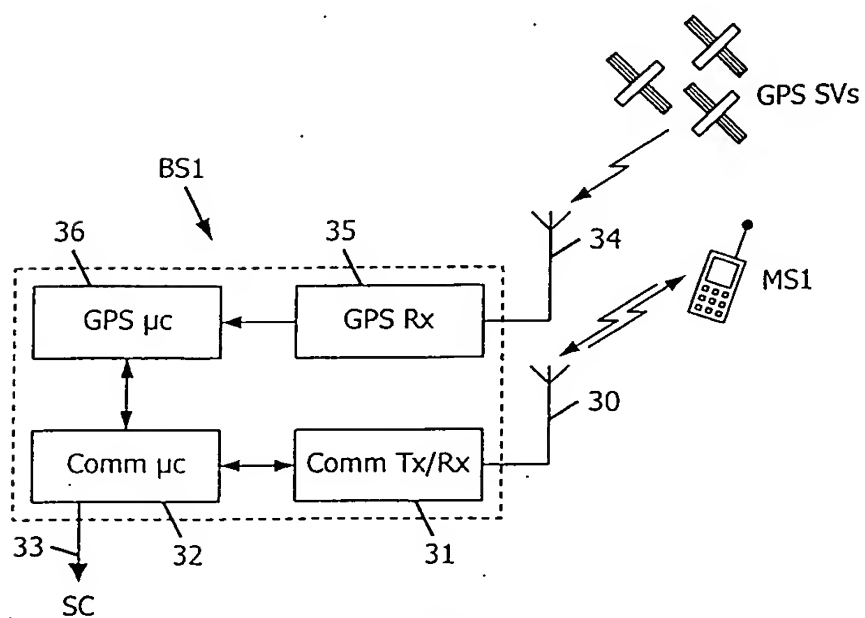 GPS SVs
BS1
36
35
34
MS1
GPS µc
GPS Rx
30
Comm µc
Comm Tx/Rx
33
32
31
SC